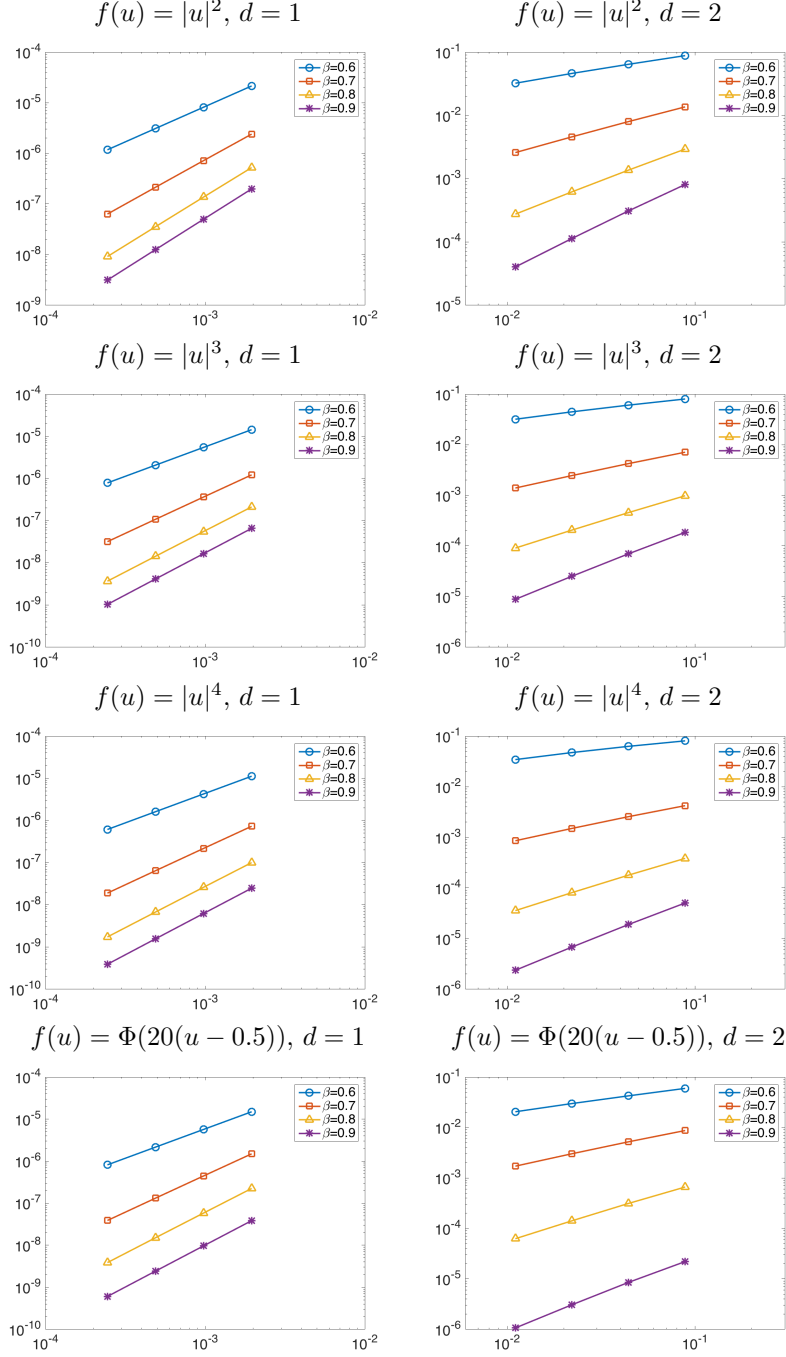 f(u) = |u|², d = 1
10⁻⁴
10⁻⁵
10⁻⁶
10⁻⁷
10⁻⁸
10⁻⁹
10⁻⁴ 10⁻³ 10⁻²
β=0.6
β=0.7
β=0.8
β=0.9
f(u) = |u|², d = 2
10⁻¹
10⁻²
10⁻³
10⁻⁴
10⁻⁵
10⁻² 10⁻¹
β=0.6
β=0.7
β=0.8
β=0.9
f(u) = |u|³, d = 1
10⁻⁴
10⁻⁵
10⁻⁶
10⁻⁷
10⁻⁸
10⁻⁹
10⁻¹⁰
10⁻⁴ 10⁻³ 10⁻²
β=0.6
β=0.7
β=0.8
β=0.9
f(u) = |u|³, d = 2
10⁻¹
10⁻²
10⁻³
10⁻⁴
10⁻⁵
10⁻⁶
10⁻² 10⁻¹
β=0.6
β=0.7
β=0.8
β=0.9
f(u) = |u|⁴, d = 1
10⁻⁴
10⁻⁵
10⁻⁶
10⁻⁷
10⁻⁸
10⁻⁹
10⁻¹⁰
10⁻⁴ 10⁻³ 10⁻²
β=0.6
β=0.7
β=0.8
β=0.9
f(u) = |u|⁴, d = 2
10⁻¹
10⁻²
10⁻³
10⁻⁴
10⁻⁵
10⁻⁶
10⁻² 10⁻¹
β=0.6
β=0.7
β=0.8
β=0.9
f(u) = Φ(20(u − 0.5)), d = 1
10⁻⁴
10⁻⁵
10⁻⁶
10⁻⁷
10⁻⁸
10⁻⁹
10⁻¹⁰
10⁻⁴ 10⁻³ 10⁻²
β=0.6
β=0.7
β=0.8
β=0.9
f(u) = Φ(20(u − 0.5)), d = 2
10⁻¹
10⁻²
10⁻³
10⁻⁴
10⁻⁵
10⁻⁶
10⁻² 10⁻¹
β=0.6
β=0.7
β=0.8
β=0.9